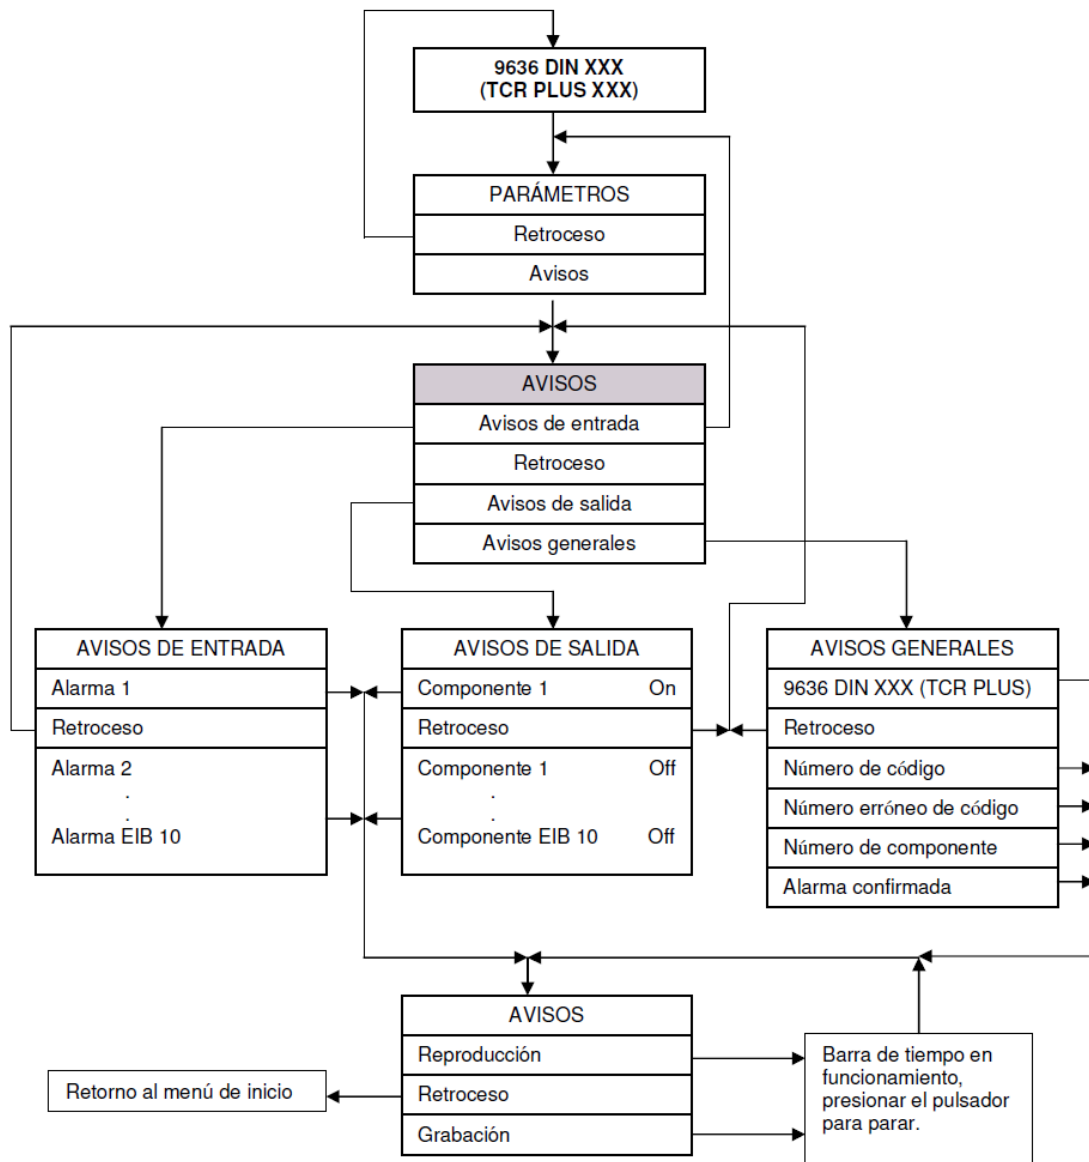 9636 DIN XXX
(TCR PLUS XXX)
PARÁMETROS
Retroceso
Avisos
AVISOS
Avisos de entrada
Retroceso
Avisos de salida
Avisos generales
AVISOS DE ENTRADA
Alarma 1
Retroceso
Alarma 2
.
.
Alarma EIB 10
AVISOS DE SALIDA
Componente 1 On
Retroceso
Componente 1 Off
.
.
Componente EIB 10 Off
AVISOS GENERALES
9636 DIN XXX (TCR PLUS)
Retroceso
Número de código
Número erróneo de código
Número de componente
Alarma confirmada
AVISOS
Reproducción
Retroceso
Grabación
Retorno al menú de inicio
Barra de tiempo en
funcionamiento,
presionar el pulsador
para parar.